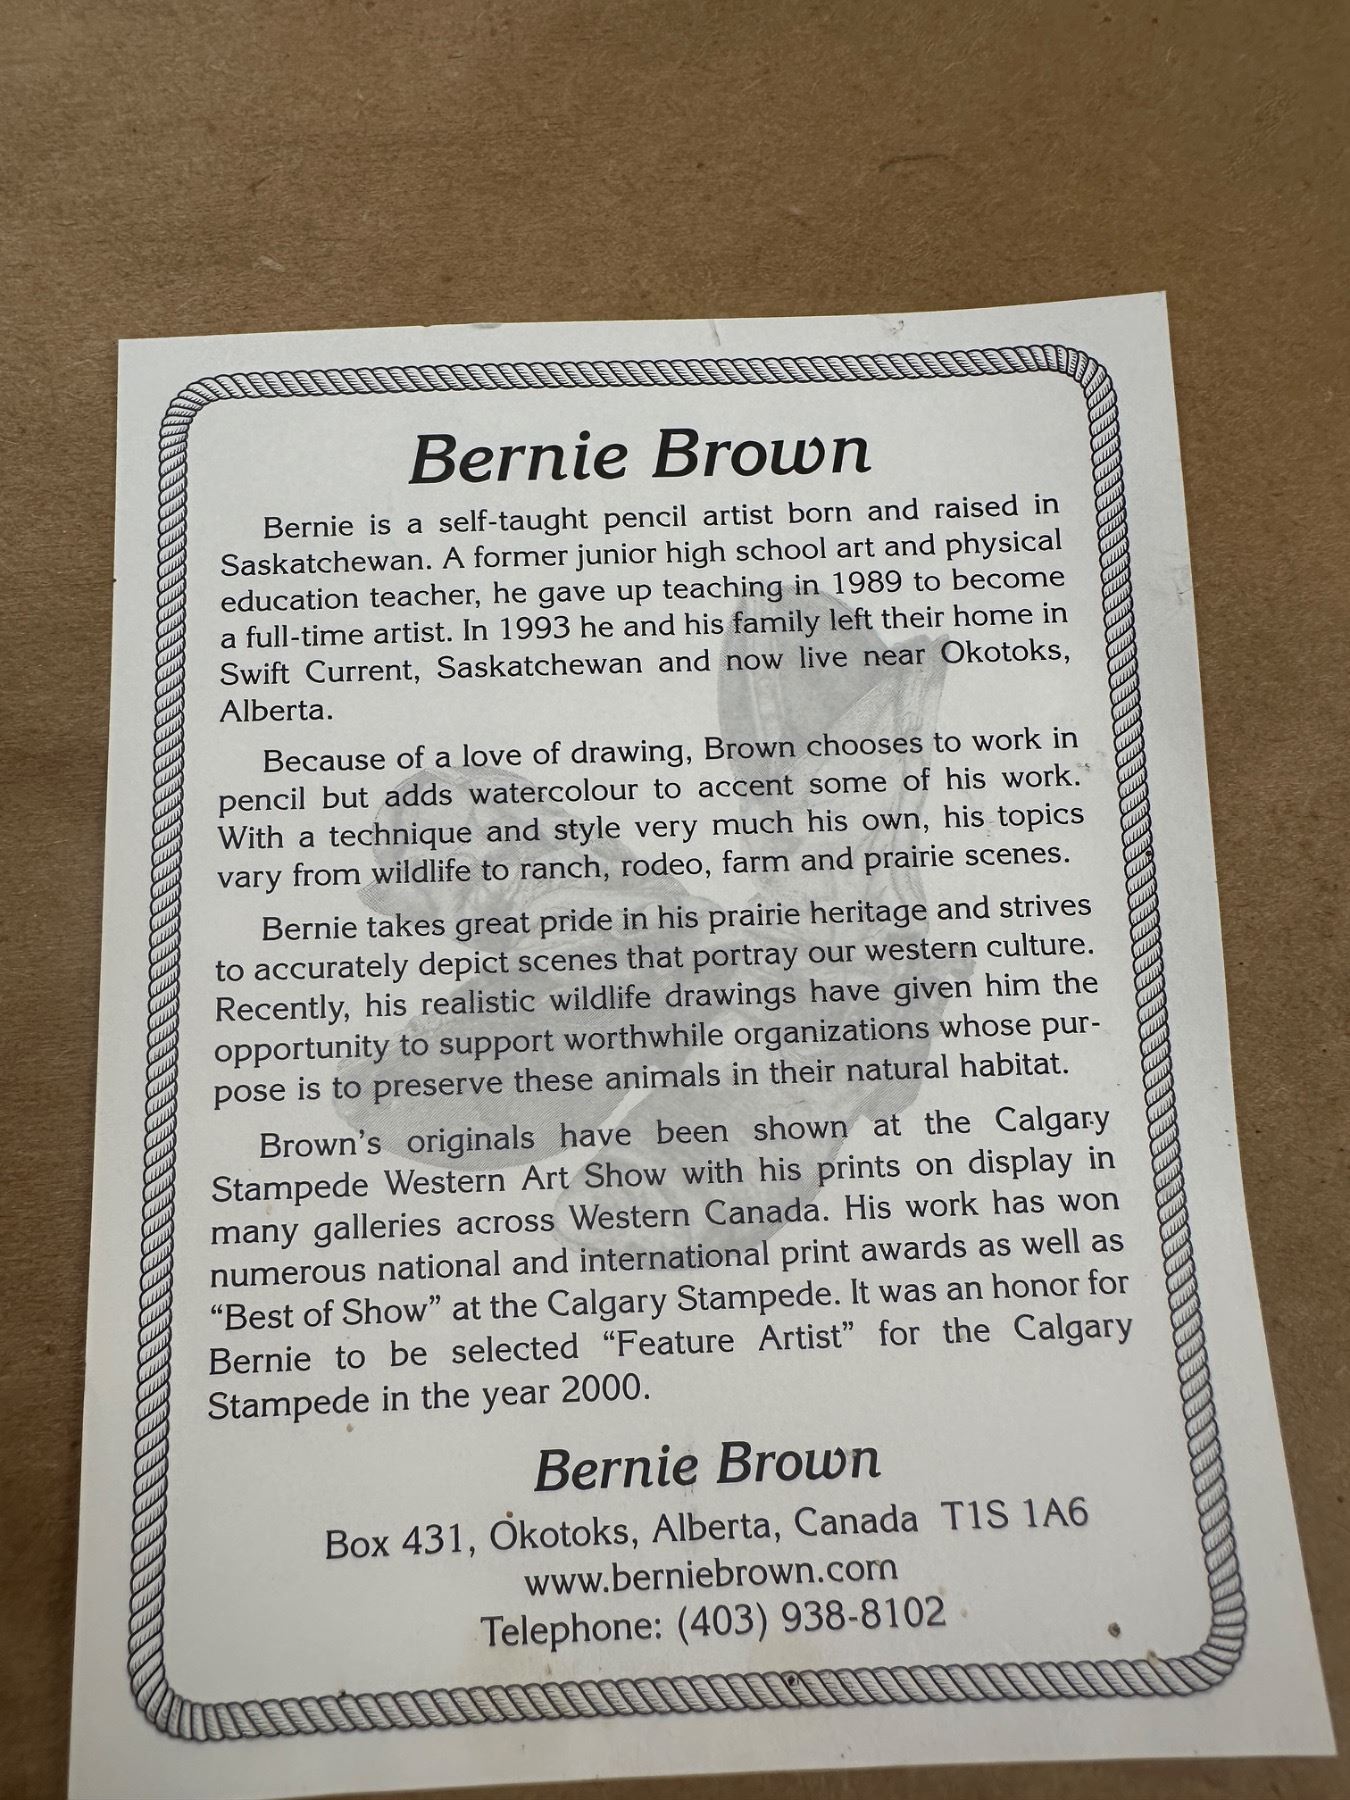 Bernie Brown
Bernie is a self-taught pencil artist born and raised in
Saskatchewan. A former junior high school art and physical
education teacher, he gave up teaching in 1989 to become
a full-time artist. In 1993 he and his family left their home in
Swift Current, Saskatchewan and now live near Okotoks,
Alberta.
Because of a love of drawing, Brown chooses to work in
pencil but adds watercolour to accent some of his work.
With a technique and style very much his own, his topics
vary from wildlife to ranch, rodeo, farm and prairie scenes.
Bernie takes great pride in his prairie heritage and strives
to accurately depict scenes that portray our western culture.
Recently, his realistic wildlife drawings have given him the
opportunity to support worthwhile organizations whose pur-
pose is to preserve these animals in their natural habitat.
Brown's originals have been shown at the Calgary
Stampede Western Art Show with his prints on display in
many galleries across Western Canada. His work has won
numerous national and international print awards as well as
“Best of Show” at the Calgary Stampede. It was an honor for
Bernie to be selected “Feature Artist” for the Calgary
Stampede in the year 2000.
Bernie Brown
Box 431, Okotoks, Alberta, Canada T1S 1A6
www.berniebrown.com
Telephone: (403) 938-8102